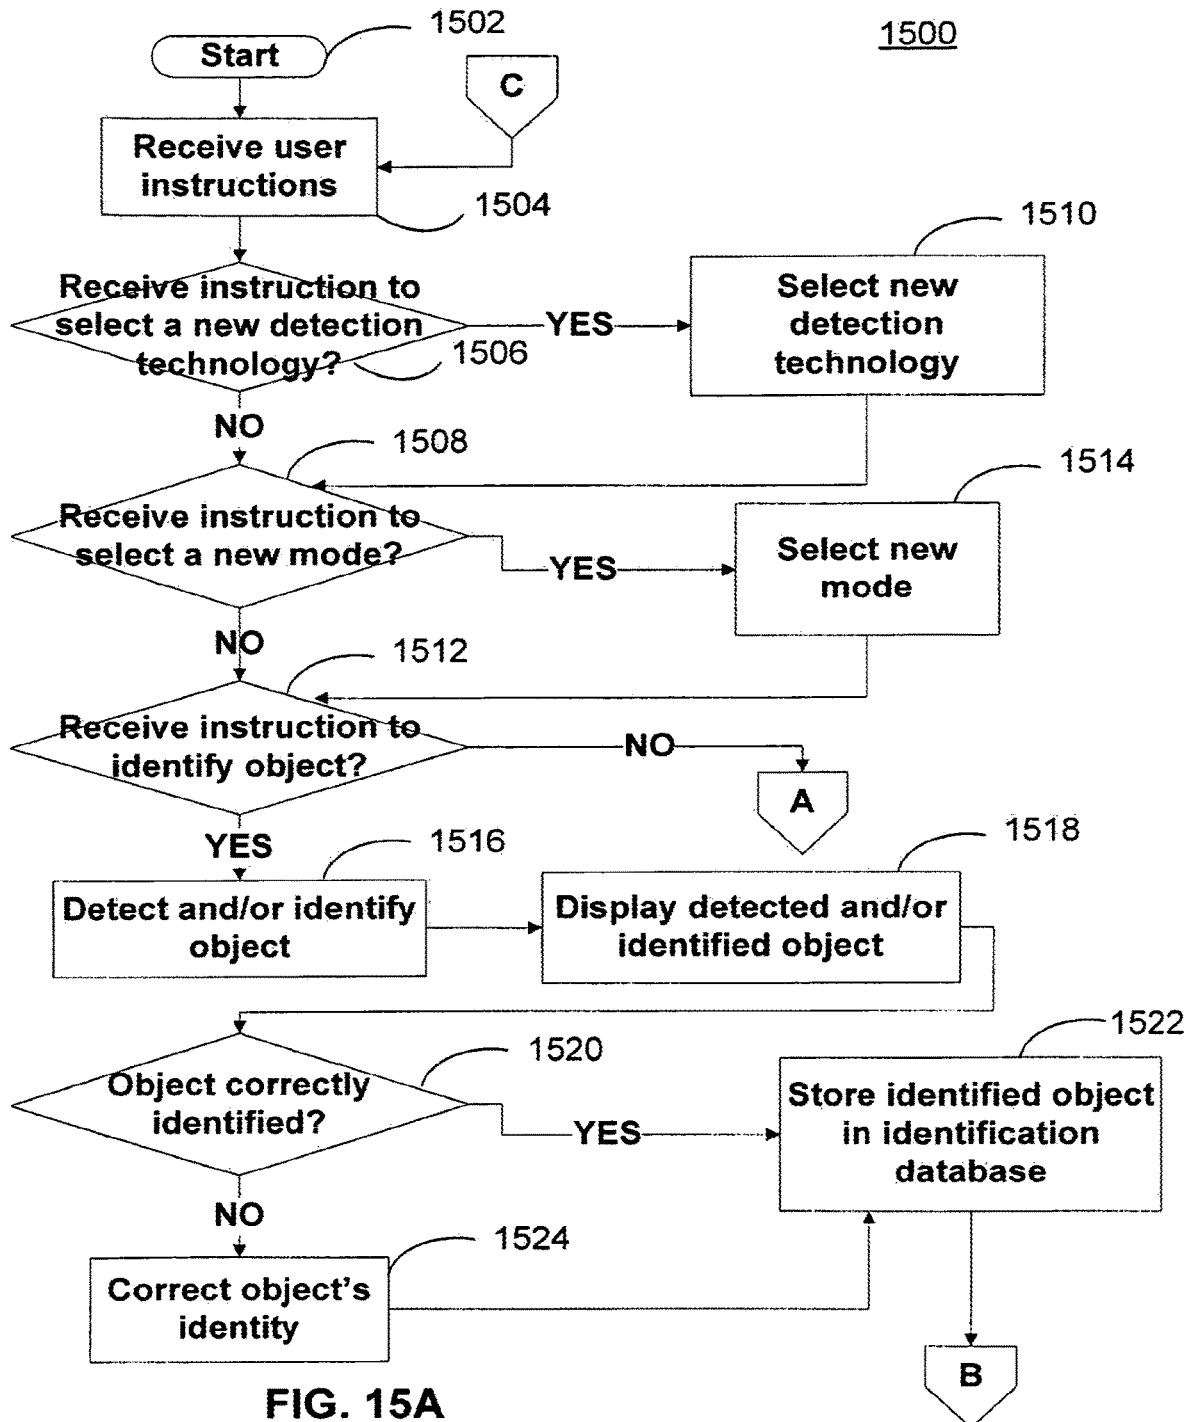 1502
1500
Start
C
Receive user
instructions
1504
1510
Receive instruction to
select a new detection
technology?
1506
YES
Select new
detection
technology
NO
1508
1514
Receive instruction to
select a new mode?
YES
Select new
mode
NO
1512
Receive instruction to
identify object?
NO
A
YES
1516
1518
Detect and/or identify
object
Display detected and/or
identified object
1522
1520
Object correctly
identified?
YES
Store identified object
in identification
database
NO
1524
Correct object's
identity
B
FIG. 15A